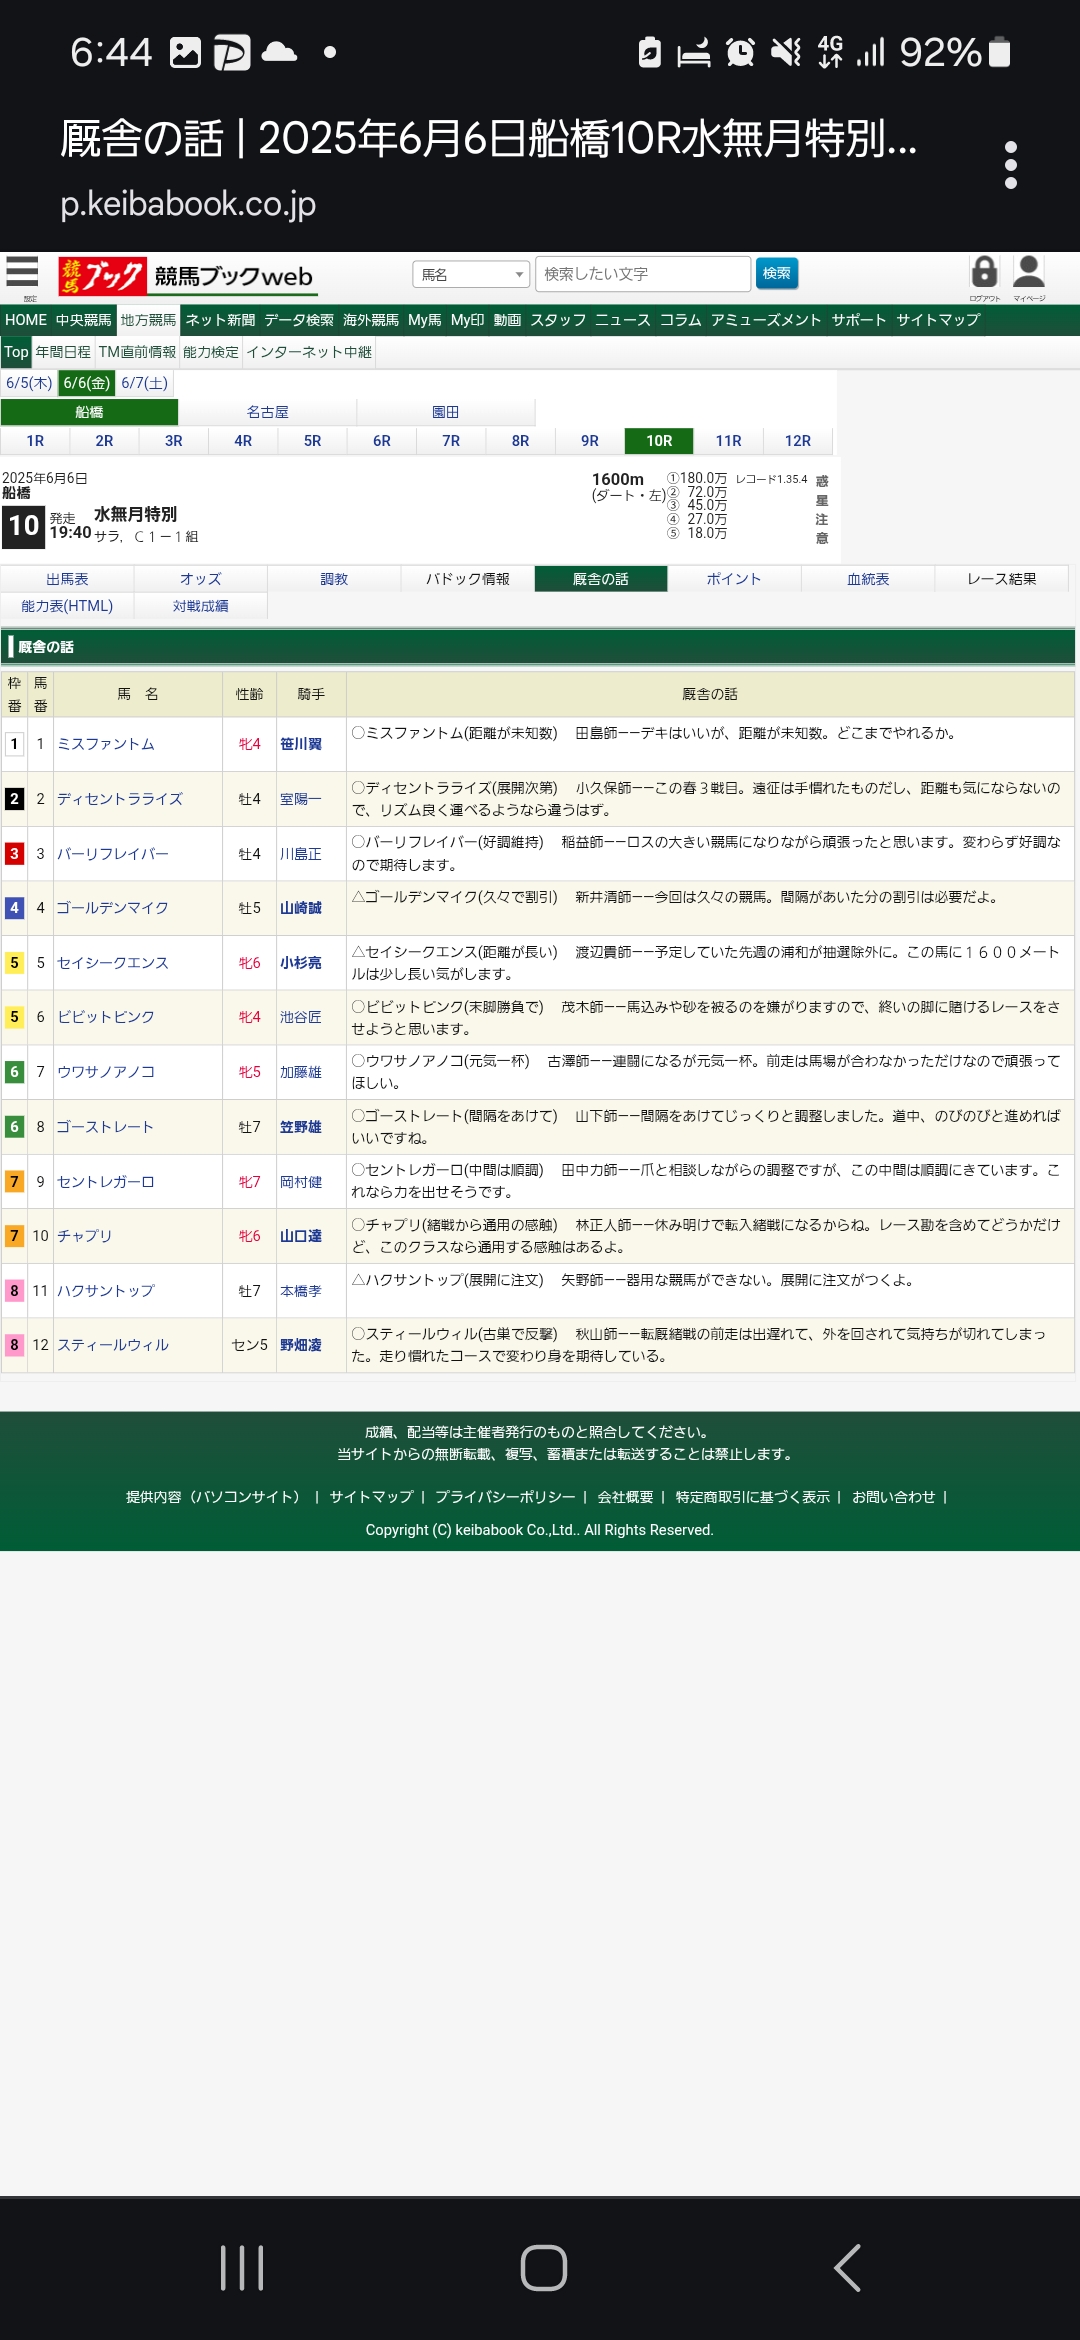 6:44 4G 92%
厩舎の話 | 2025年6月6日船橋10R水無月特別...
p.keibabook.co.jp
設定 競馬ブック 競馬ブックweb 馬名 検索したい文字 検索 ログアウト マイページ
HOME 中央競馬 地方競馬 ネット新聞 データ検索 海外競馬 My馬 My印 動画 スタッフ ニュース コラム アミューズメント サポート サイトマップ
Top 年間日程 TM直前情報 能力検定 インターネット中継
6/5(木) 6/6(金) 6/7(土)
船橋 名古屋 園田
1R 2R 3R 4R 5R 6R 7R 8R 9R 10R 11R 12R
2025年6月6日
船橋
10 発走 19:40 水無月特別
サラ, C1－1組
1600m
(ダート・左)
①180.0万 レコード1.35.4
② 72.0万
③ 45.0万
④ 27.0万
⑤ 18.0万
惑星注意
出馬表 オッズ 調教 パドック情報 厩舎の話 ポイント 血統表 レース結果
能力表(HTML) 対戦成績
厩舎の話
枠番 馬番 馬 名 性齢 騎手 厩舎の話
1 1 ミスファントム 牝4 笹川翼 ○ミスファントム(距離が未知数) 田島師――デキはいいが、距離が未知数。どこまでやれるか。
2 2 ディセントラライズ 牡4 室陽一 ○ディセントラライズ(展開次第) 小久保師――この春３戦目。遠征は手慣れたものだし、距離も気にならないの
で、リズム良く運べるようなら違うはず。
3 3 バーリフレイバー 牡4 川島正 ○バーリフレイバー(好調維持) 稲益師――ロスの大きい競馬になりながら頑張ったと思います。変わらず好調な
ので期待します。
4 4 ゴールデンマイク 牡5 山崎誠 △ゴールデンマイク(久々で割引) 新井清師――今回は久々の競馬。間隔があいた分の割引は必要だよ。
5 5 セイシークエンス 牝6 小杉亮 △セイシークエンス(距離が長い) 渡辺貴師――予定していた先週の浦和が抽選除外に。この馬に１６００メート
ルは少し長い気がします。
5 6 ビビットピンク 牝4 池谷匠 ○ビビットピンク(末脚勝負で) 茂木師――馬込みや砂を被るのを嫌がりますので、終いの脚に賭けるレースをさ
せようと思います。
6 7 ウワサノアノコ 牝5 加藤雄 ○ウワサノアノコ(元気一杯) 古澤師――連闘になるが元気一杯。前走は馬場が合わなかっただけなので頑張って
ほしい。
6 8 ゴーストレート 牡7 笠野雄 ○ゴーストレート(間隔をあけて) 山下師――間隔をあけてじっくりと調整しました。道中、のびのびと進めれば
いいですね。
7 9 セントレガーロ 牝7 岡村健 ○セントレガーロ(中間は順調) 田中力師――爪と相談しながらの調整ですが、この中間は順調にきています。こ
れなら力を出せそうです。
7 10 チャプリ 牝6 山口達 ○チャプリ(緒戦から通用の感触) 林正人師――休み明けで転入緒戦になるからね。レース勘を含めてどうかだけ
ど、このクラスなら通用する感触はあるよ。
8 11 ハクサントップ 牡7 本橋孝 △ハクサントップ(展開に注文) 矢野師――器用な競馬ができない。展開に注文がつくよ。
8 12 スティールウィル セン5 野畑凌 ○スティールウィル(古巣で反撃) 秋山師――転厩緒戦の前走は出遅れて、外を回されて気持ちが切れてしまっ
た。走り慣れたコースで変わり身を期待している。
成績、配当等は主催者発行のものと照合してください。
当サイトからの無断転載、複写、蓄積または転送することは禁止します。
提供内容（パソコンサイト） | サイトマップ | プライバシーポリシー | 会社概要 | 特定商取引に基づく表示 | お問い合わせ |
Copyright (C) keibabook Co.,Ltd.. All Rights Reserved.